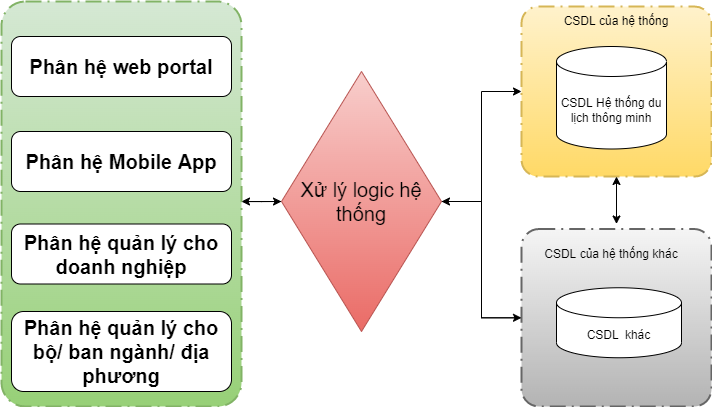 Phân hệ web portal
Phân hệ Mobile App
Phân hệ quản lý cho
doanh nghiệp
Phân hệ quản lý cho
bộ/ ban ngành/ địa
phương
Xử lý logic hệ
thống
CSDL của hệ thống
CSDL Hệ thống du
lịch thông minh
CSDL của hệ thống khác
CSDL khác